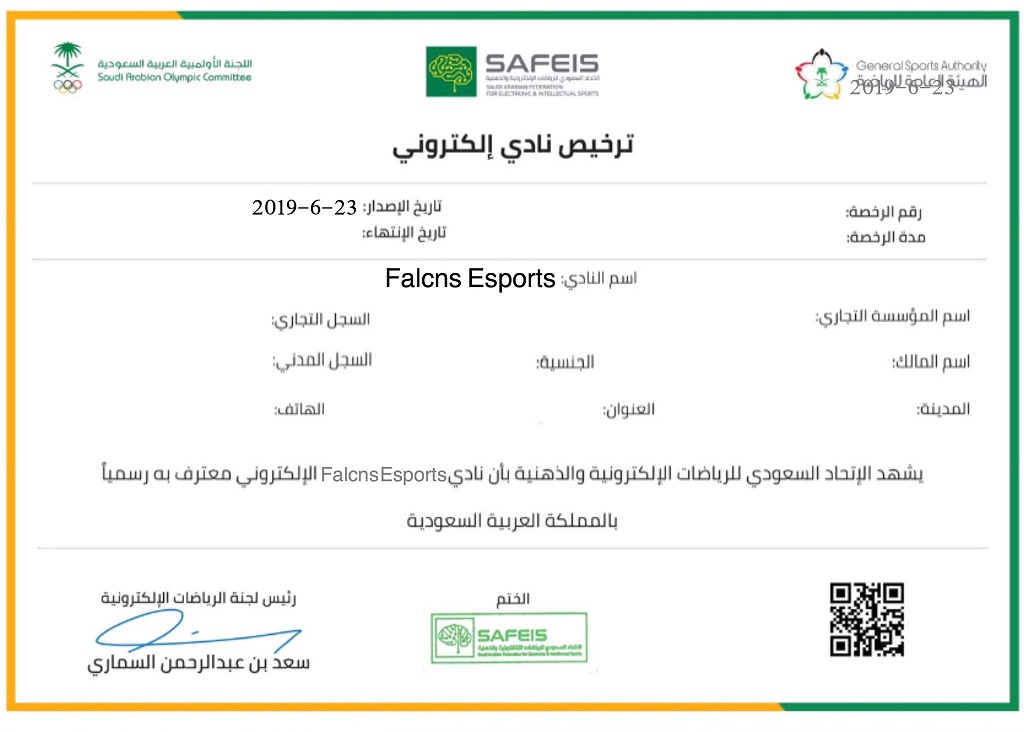 اللجنة الأولمبية العربية السعودية
Saudi Arabian Olympic Committee
SAFEIS
الاتحاد السعودي للرياضات الإلكترونية والذهنية
SAUDI ARABIAN FEDERATION
FOR ELECTRONIC & INTELLECTUAL SPORTS
General Sports Authority
الهيئة العامة للرياضة
2019-6-23
ترخيص نادي إلكتروني
رقم الرخصة:
تاريخ الإصدار: 2019-6-23
مدة الرخصة:
تاريخ الإنتهاء:
اسم النادي: Falcns Esports
اسم المؤسسة التجاري: السجل التجاري:
اسم المالك: الجنسية: السجل المدني:
المدينة: العنوان: الهاتف:
يشهد الإتحاد السعودي للرياضات الإلكترونية والذهنية بأن نادي FalcnsEsports الإلكتروني معترف به رسمياً
بالمملكة العربية السعودية
الختم
SAFEIS
الاتحاد السعودي للرياضات الإلكترونية والذهنية
Saudi Arabian Federation for Electronic & Intellectual Sports
رئيس لجنة الرياضات الإلكترونية
سعد بن عبدالرحمن السماري